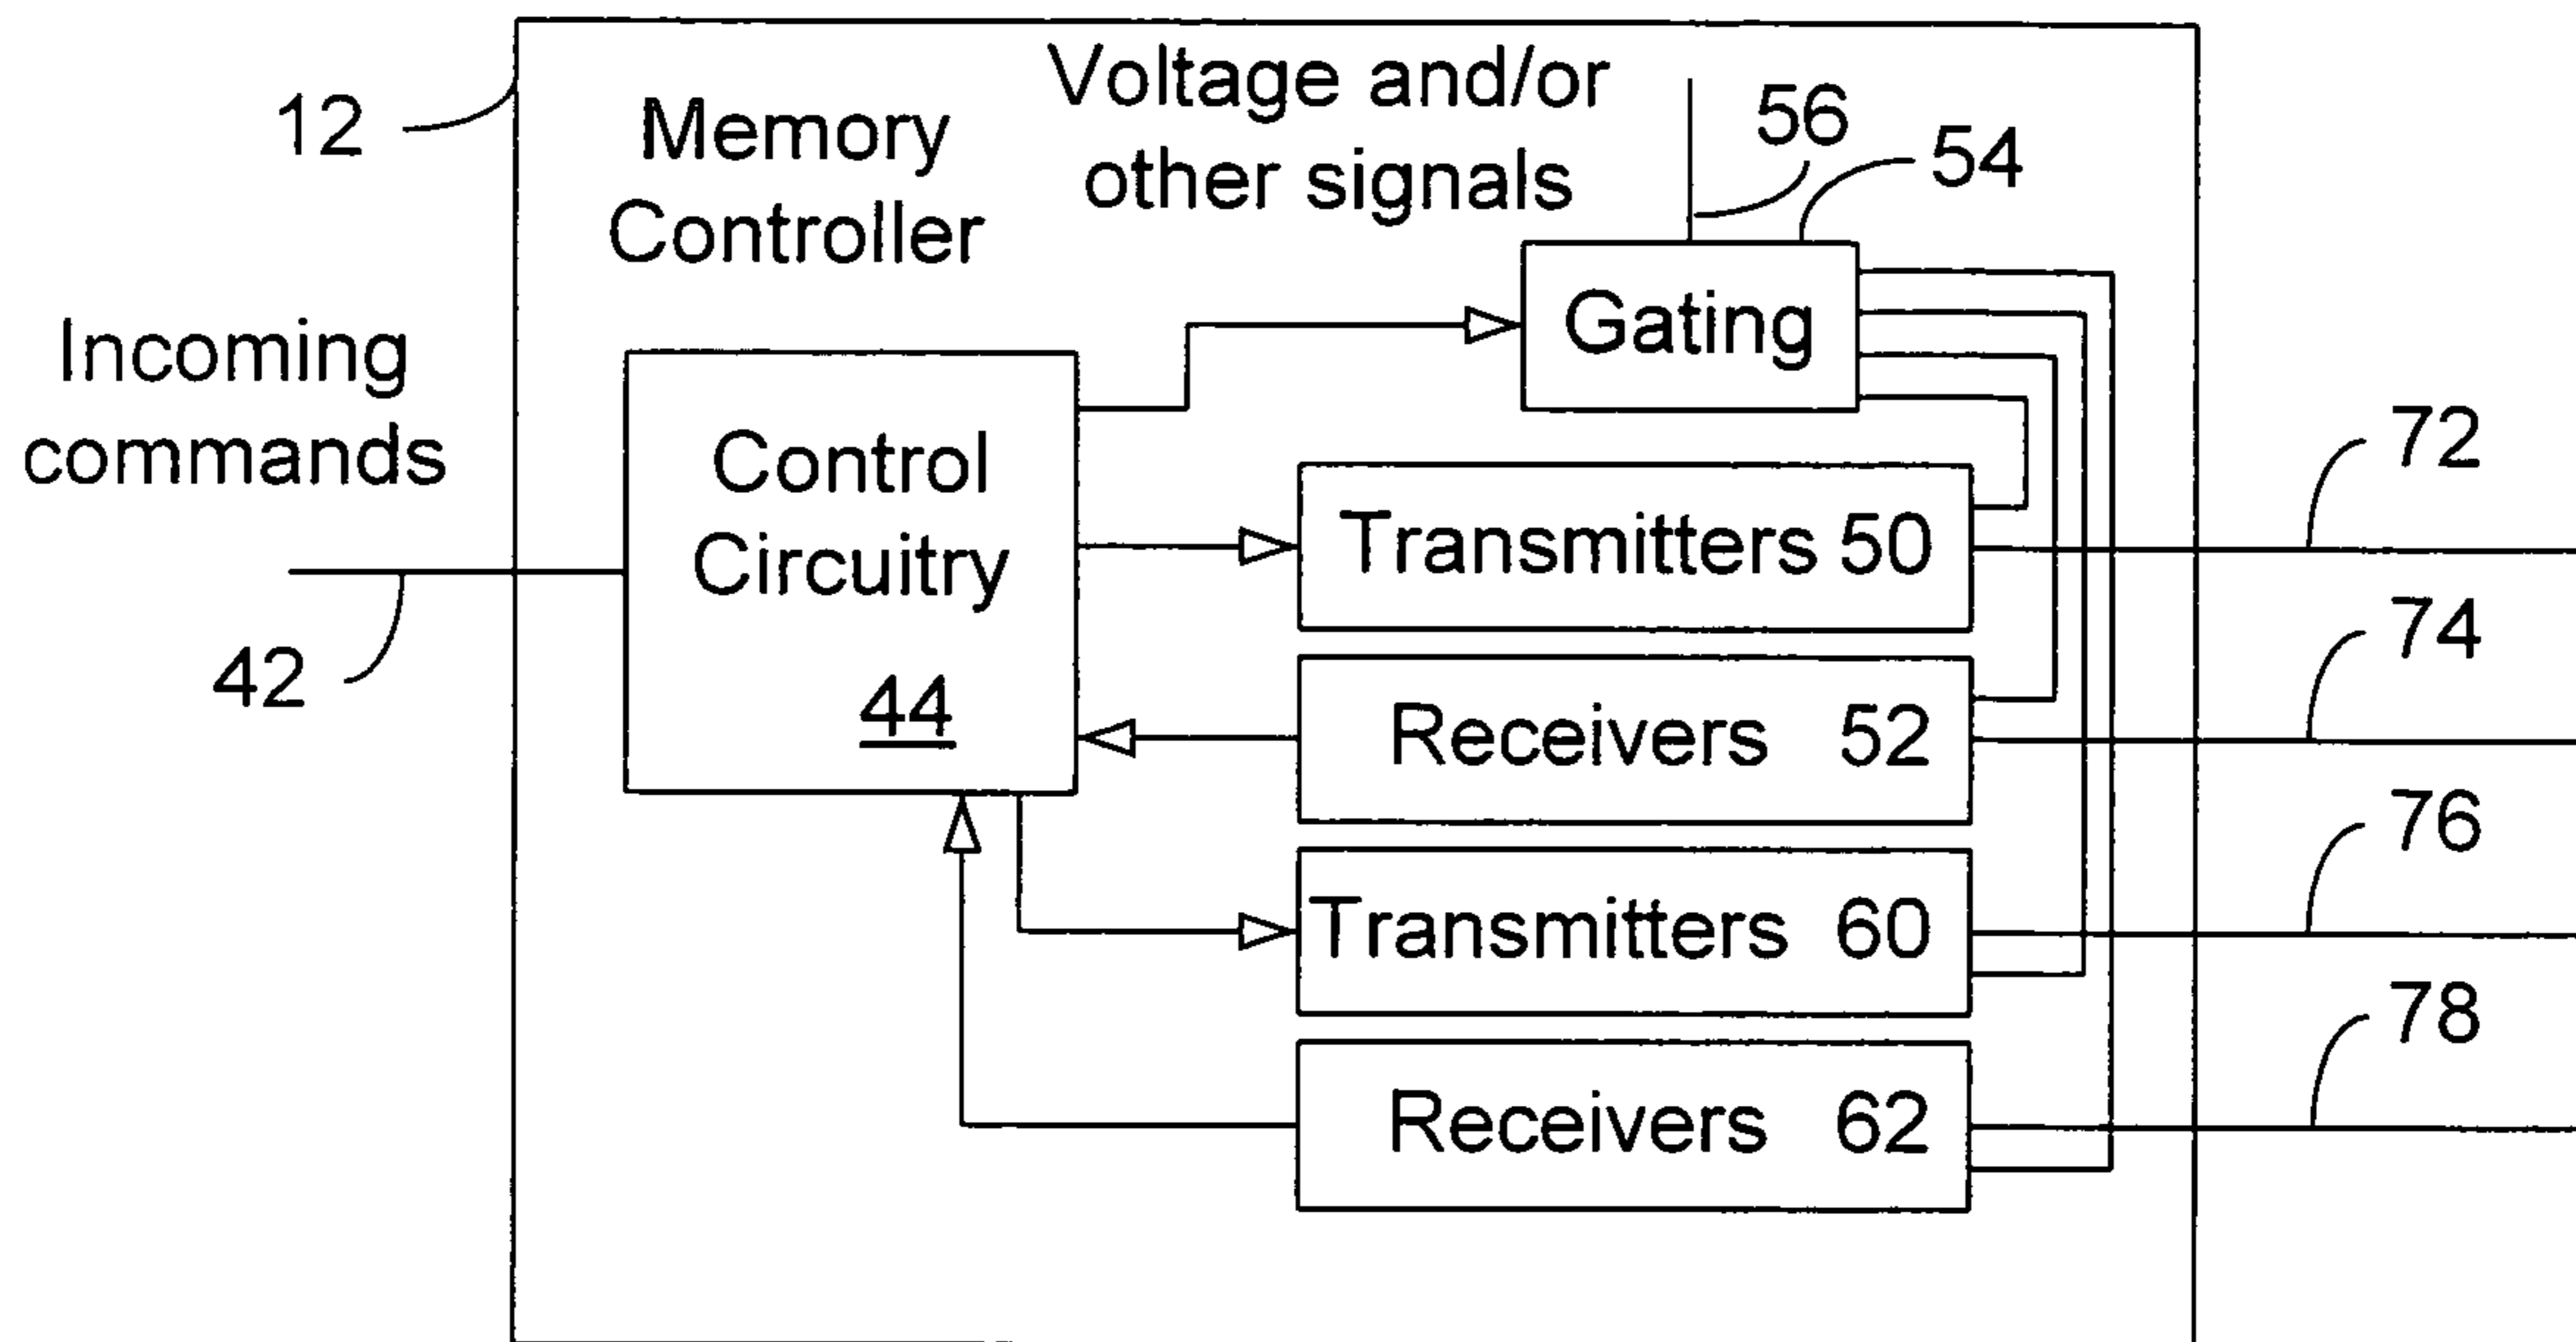 12
Memory
Controller
Voltage and/or
other signals
56
54
Incoming
commands
42
Control
Circuitry
44
Gating
Transmitters 50
72
Receivers 52
74
Transmitters 60
76
Receivers 62
78